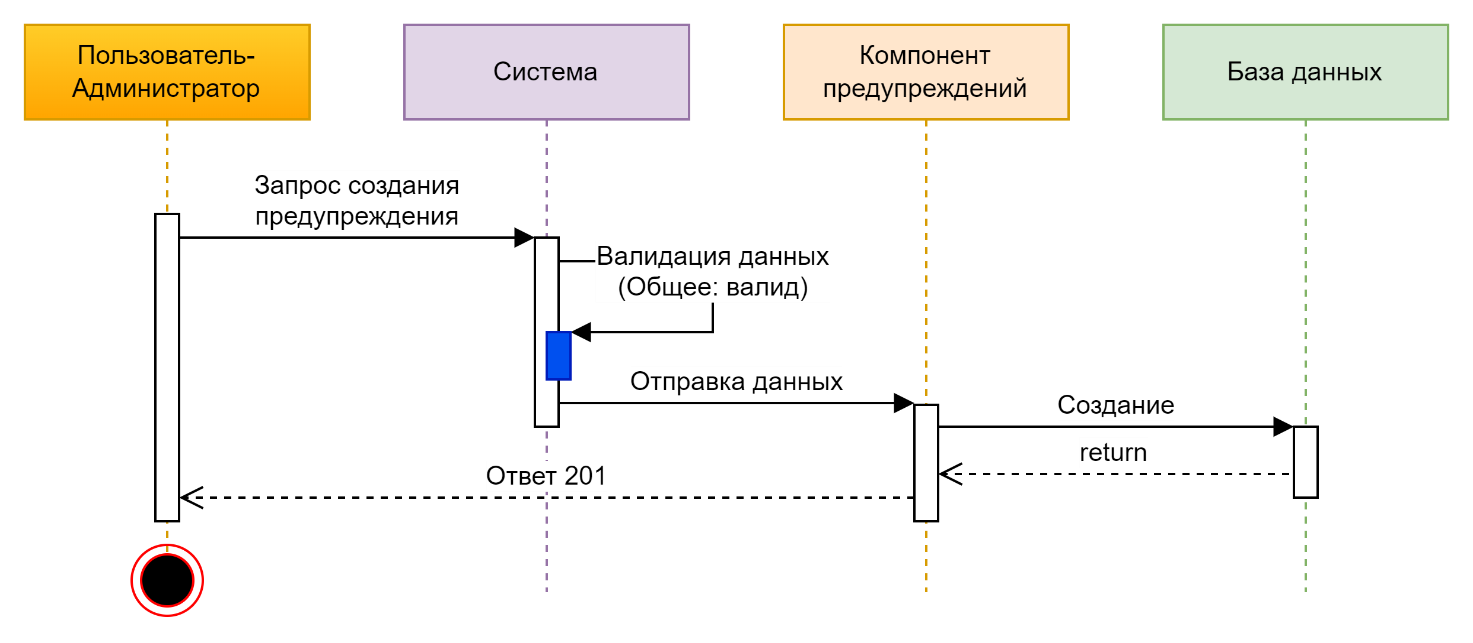 Пользователь-
Администратор
Система
Компонент
предупреждений
База данных
Запрос создания
предупреждения
Валидация данных
(Общее: валид)
Отправка данных
Создание
return
Ответ 201